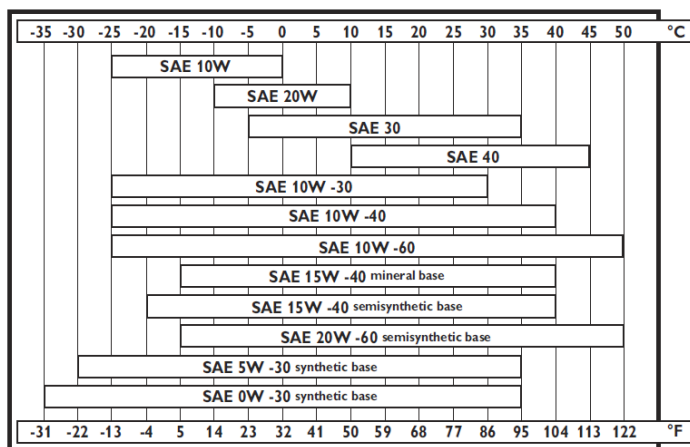 -35 -30 -25 -20 -15 -10 -5 0 5 10 15 20 25 30 35 40 45 50 °C
SAE 10W
SAE 20W
SAE 30
SAE 40
SAE 10W -30
SAE 10W -40
SAE 10W -60
SAE 15W -40 mineral base
SAE 15W -40 semisynthetic base
SAE 20W -60 semisynthetic base
SAE 5W -30 synthetic base
SAE 0W -30 synthetic base
-31 -22 -13 -4 5 14 23 32 41 50 59 68 77 86 95 104 113 122 °F